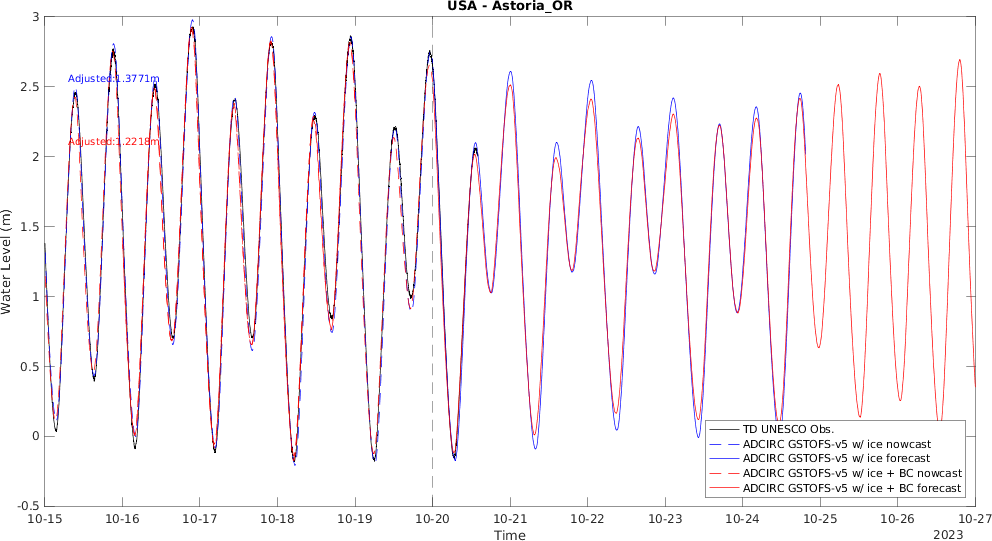 USA - Astoria_OR
3
2.5
2
1.5
1
0.5
0
-0.5
Water Level (m)
Adjusted:1.3771m
Adjusted:1.2218m
TD UNESCO Obs.
ADCIRC GSTOFS-v5 w/ ice nowcast
ADCIRC GSTOFS-v5 w/ ice forecast
ADCIRC GSTOFS-v5 w/ ice + BC nowcast
ADCIRC GSTOFS-v5 w/ ice + BC forecast
10-15 10-16 10-17 10-18 10-19 10-20 10-21 10-22 10-23 10-24 10-25 10-26 10-27
Time
2023